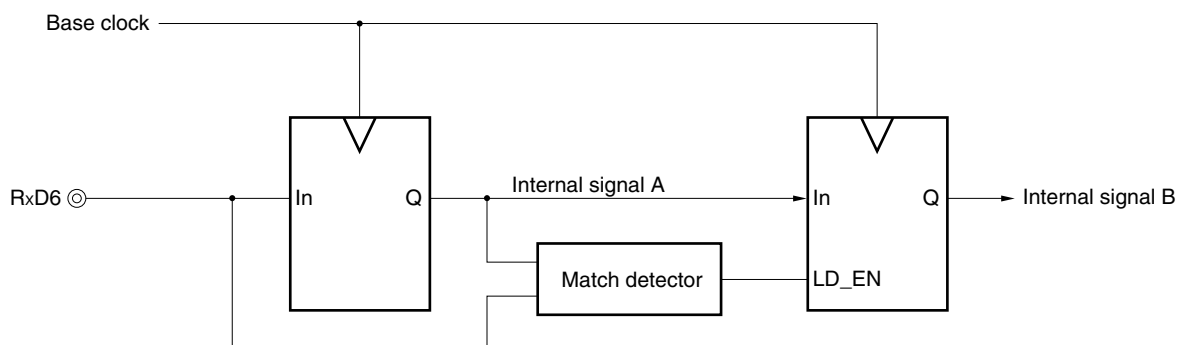 Base clock
RxD6
In
Q
Internal signal A
In
Q
Internal signal B
Match detector
LD_EN